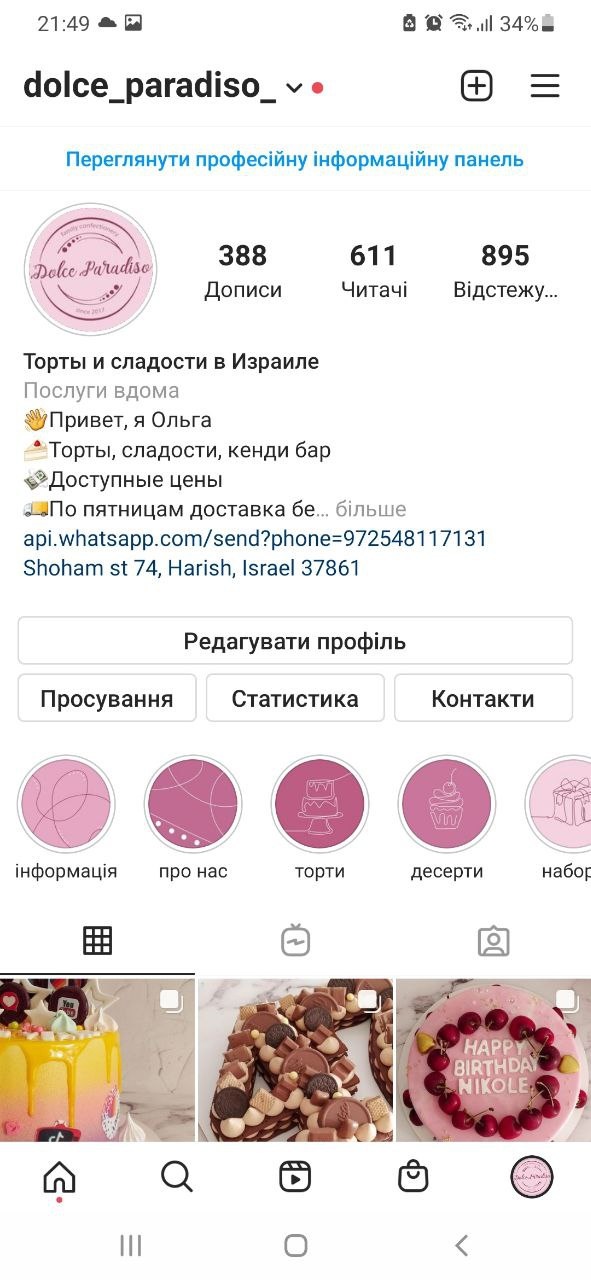 21:49
34%
dolce_paradiso_
Переглянути професійну інформаційну панель
family confectionery
Dolce Paradiso
since 2017
388
611
895
Дописи
Читачі
Відстежу...
Торты и сладости в Израиле
Послуги вдома
👋Привет, я Ольга
🍰Торты, сладости, кенди бар
💸Доступные цены
🚚По пятницам доставка бе... більше
api.whatsapp.com/send?phone=972548117131
Shoham st 74, Harish, Israel 37861
Редагувати профіль
Просування
Статистика
Контакти
інформація
про нас
торти
десерти
набор
You
HAPPY
BIRTHDAY
NIKOLE
Dolce Paradiso